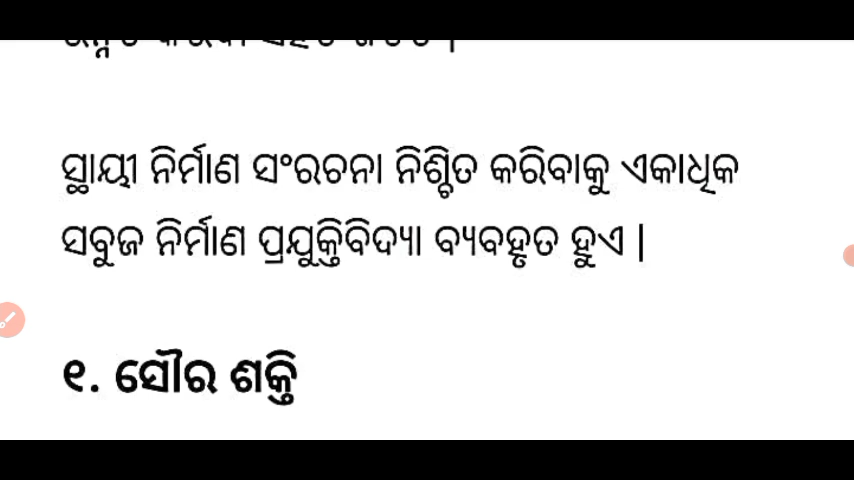 ସ୍ଥାୟୀ ନିର୍ମାଣ ସଂରଚନା ନିଶ୍ଚିତ କରିବାକୁ ଏକାଧିକ
ସବୁଜ ନିର୍ମାଣ ପ୍ରଯୁକ୍ତିବିଦ୍ୟା ବ୍ୟବହୃତ ହୁଏ |
୧. ସୌର ଶକ୍ତି